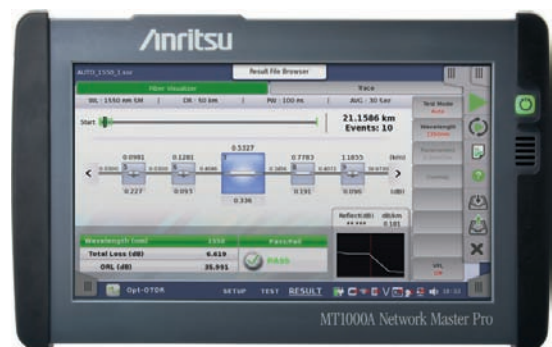 Anritsu
AUTO_1550_1.sor
Result File Browser
Fiber Visualizer
Trace
WL - 1550 nm SM | DR - 50 km | PW - 100 ns | AVG - 30 Sec
Test Mode
Auto
Start
21.1586 km
Events: 10
Wavelength
1550nm
0.5327
0.0981 0.1281 0.7783 1.1855 (km)
0.227 0.093 0.336 0.191 0.096 (dB)
Reflect(dB) dB/km
**.*** 0.181
Wavelength (nm) 1550 Pass/Fail
Total Loss (dB) 6.619
ORL (dB) 35.991
PASS
VFL
Off
Opt-OTDR SETUP TEST RESULT
MT1000A Network Master Pro